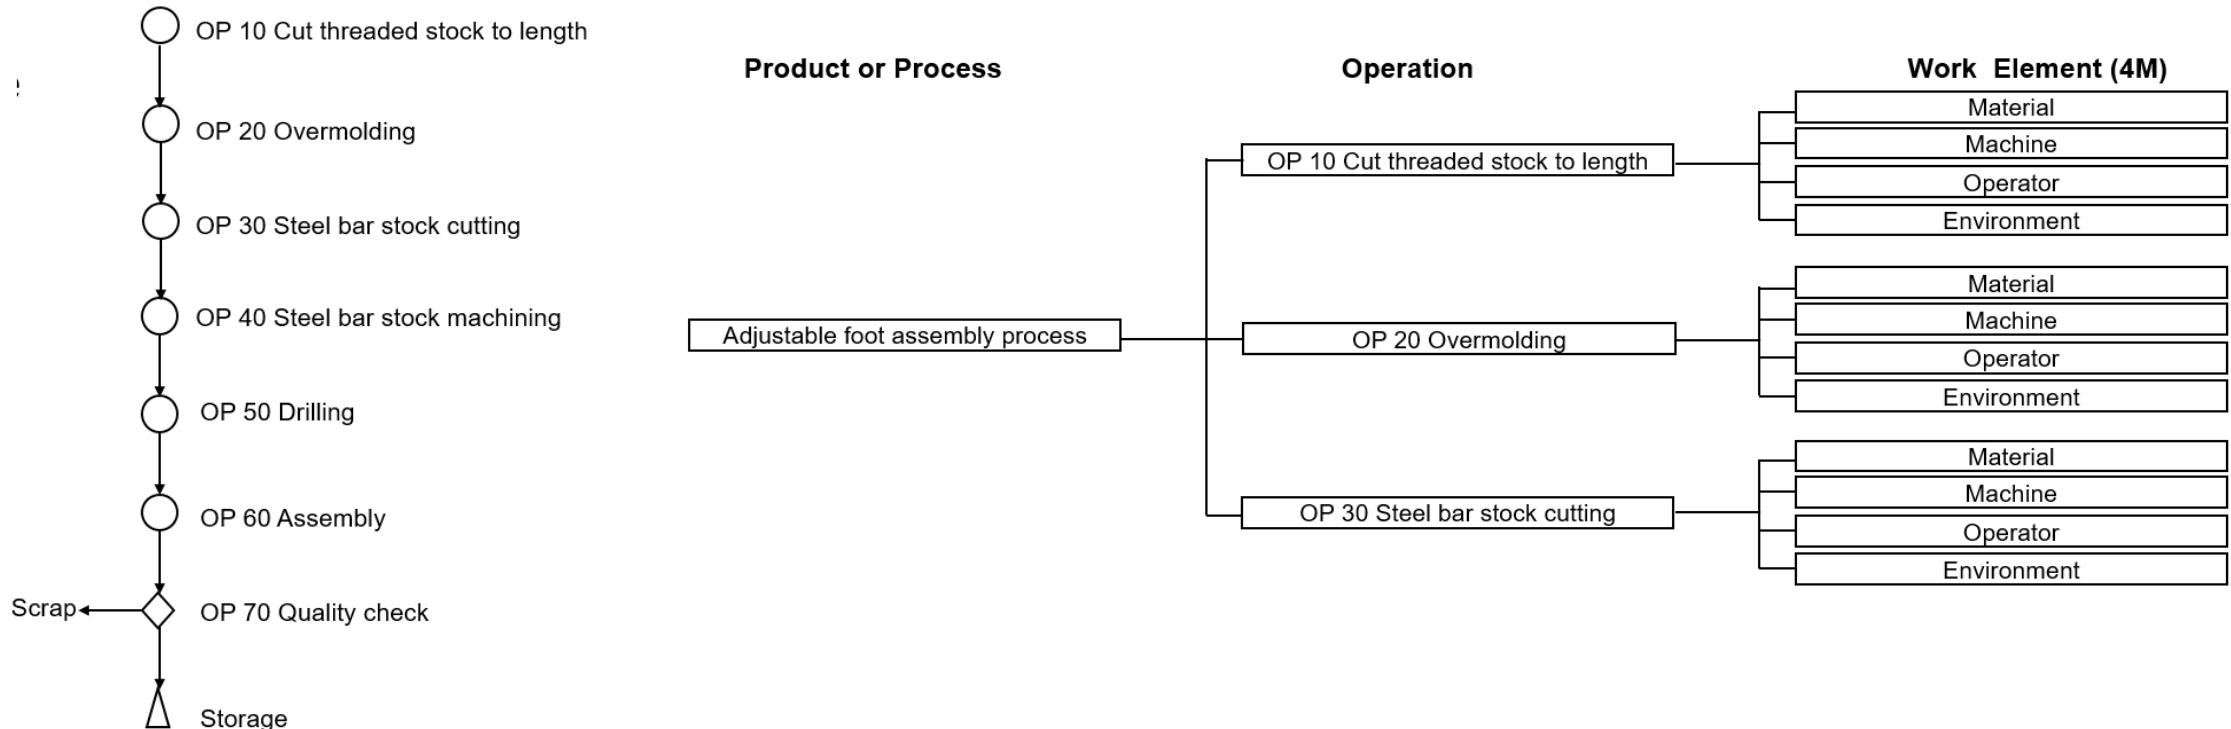 OP 10 Cut threaded stock to length
OP 20 Overmolding
OP 30 Steel bar stock cutting
OP 40 Steel bar stock machining
OP 50 Drilling
OP 60 Assembly
Scrap
OP 70 Quality check
Storage
Product or Process
Operation
Work Element (4M)
Adjustable foot assembly process
OP 10 Cut threaded stock to length
Material
Machine
Operator
Environment
OP 20 Overmolding
Material
Machine
Operator
Environment
OP 30 Steel bar stock cutting
Material
Machine
Operator
Environment